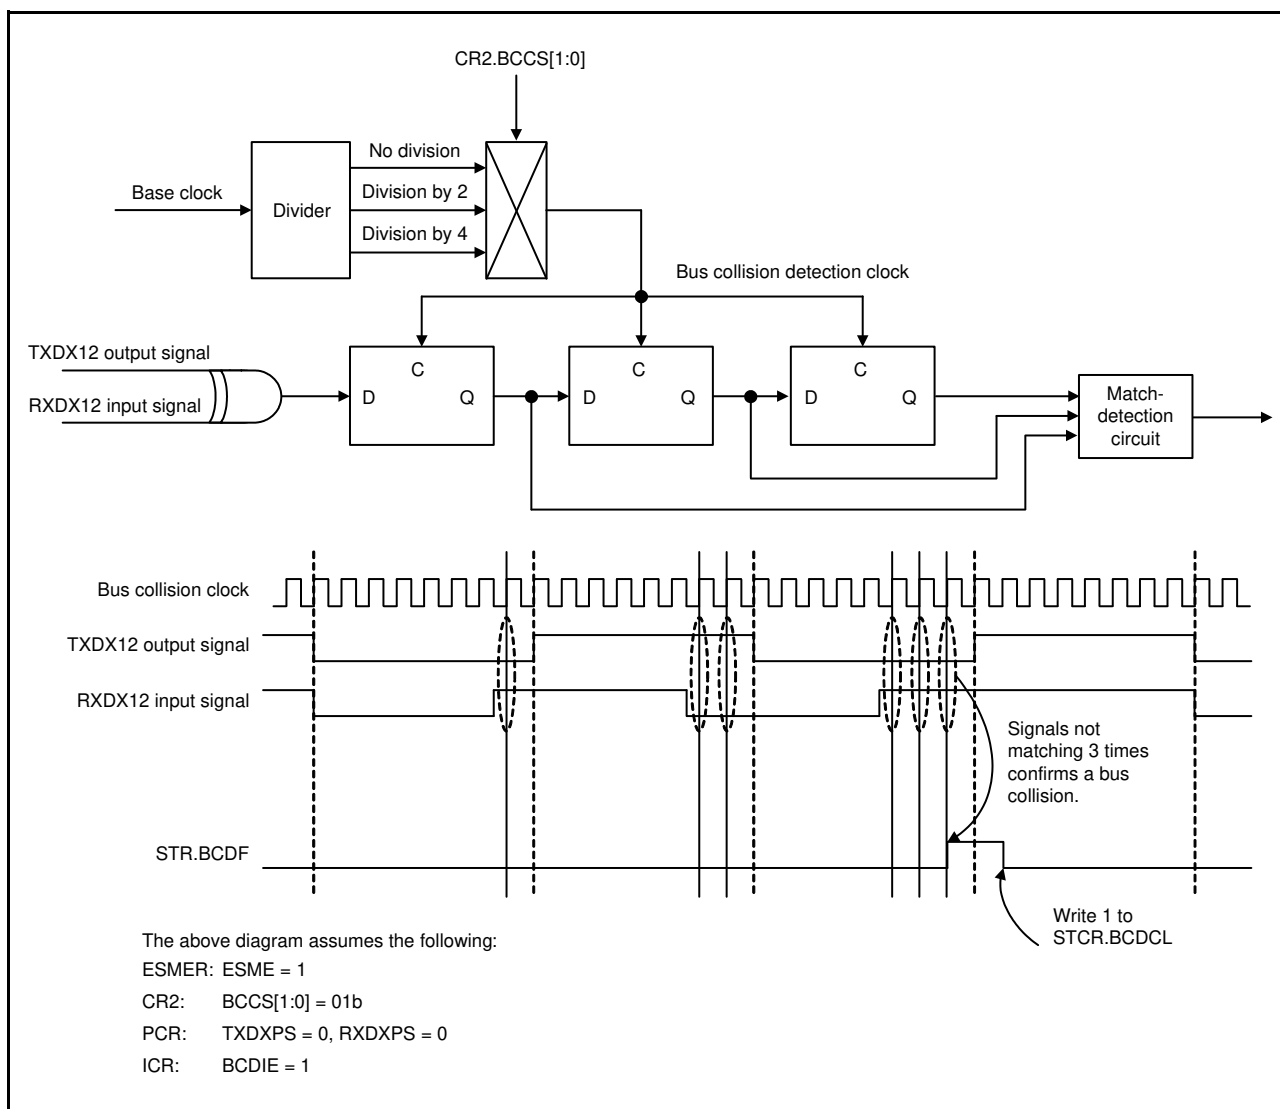 CR2.BCCS[1:0]
No division
Base clock
Divider
Division by 2
Division by 4
Bus collision detection clock
TXDX12 output signal
RXDX12 input signal
C
D
Q
C
D
Q
C
D
Q
Match-
detection
circuit
Bus collision clock
TXDX12 output signal
RXDX12 input signal
Signals not
matching 3 times
confirms a bus
collision.
STR.BCDF
Write 1 to
STCR.BCDCL
The above diagram assumes the following:
ESMER: ESME = 1
CR2: BCCS[1:0] = 01b
PCR: TXDXPS = 0, RXDXPS = 0
ICR: BCDIE = 1